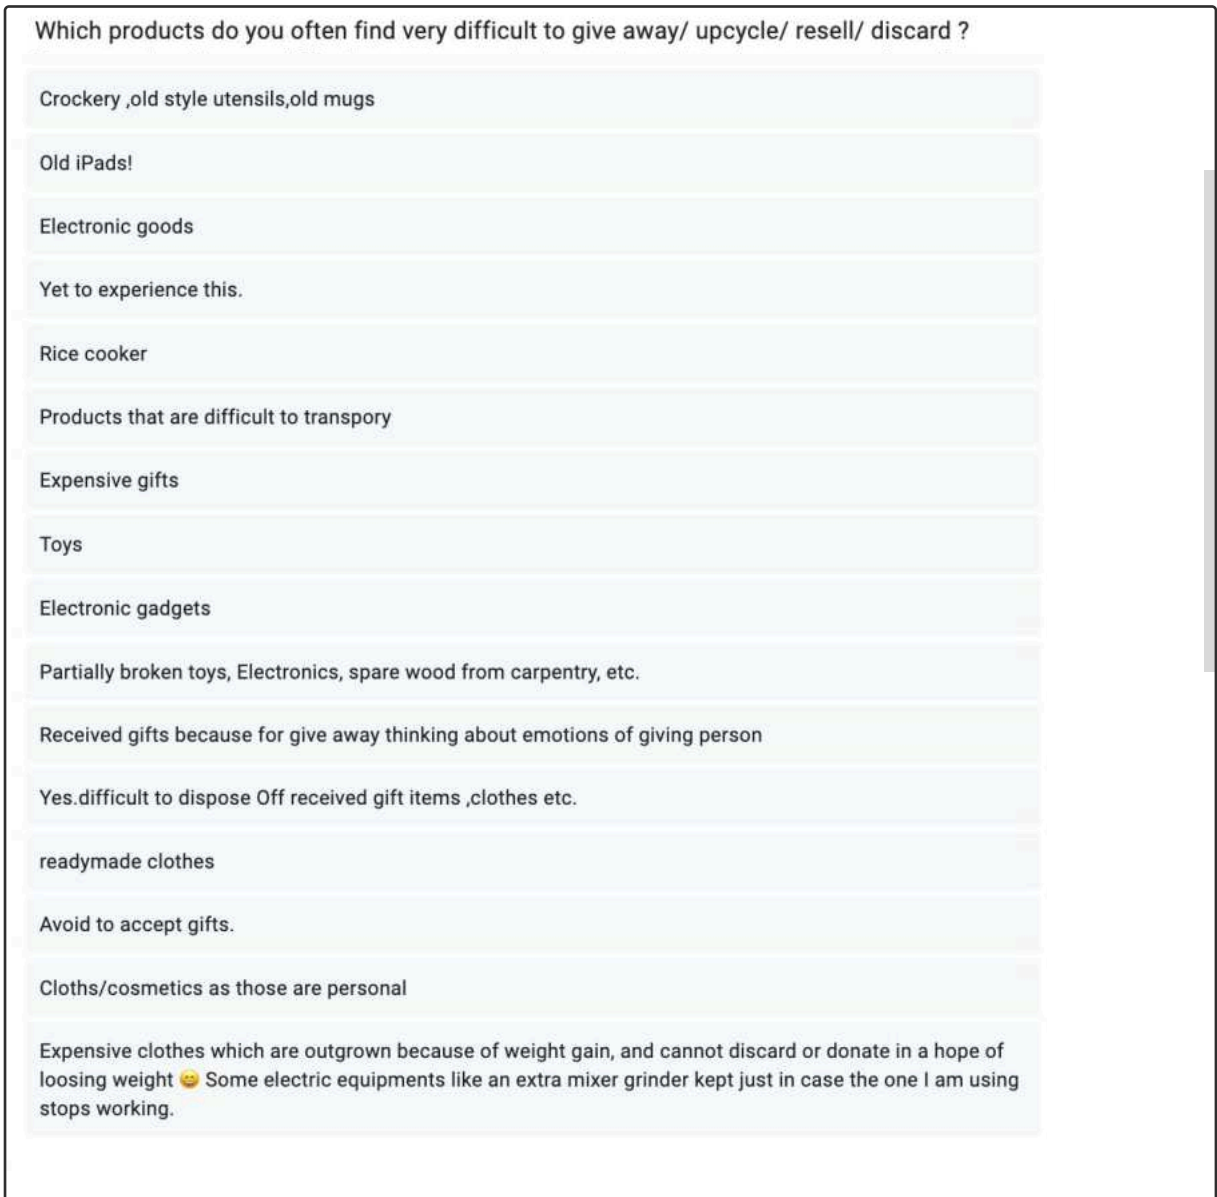 Which products do you often find very difficult to give away/ upcycle/ resell/ discard ?
Crockery ,old style utensils,old mugs
Old iPads!
Electronic goods
Yet to experience this.
Rice cooker
Products that are difficult to transpory
Expensive gifts
Toys
Electronic gadgets
Partially broken toys, Electronics, spare wood from carpentry, etc.
Received gifts because for give away thinking about emotions of giving person
Yes.difficult to dispose Off received gift items ,clothes etc.
readymade clothes
Avoid to accept gifts.
Cloths/cosmetics as those are personal
Expensive clothes which are outgrown because of weight gain, and cannot discard or donate in a hope of
loosing weight 😄 Some electric equipments like an extra mixer grinder kept just in case the one I am using
stops working.